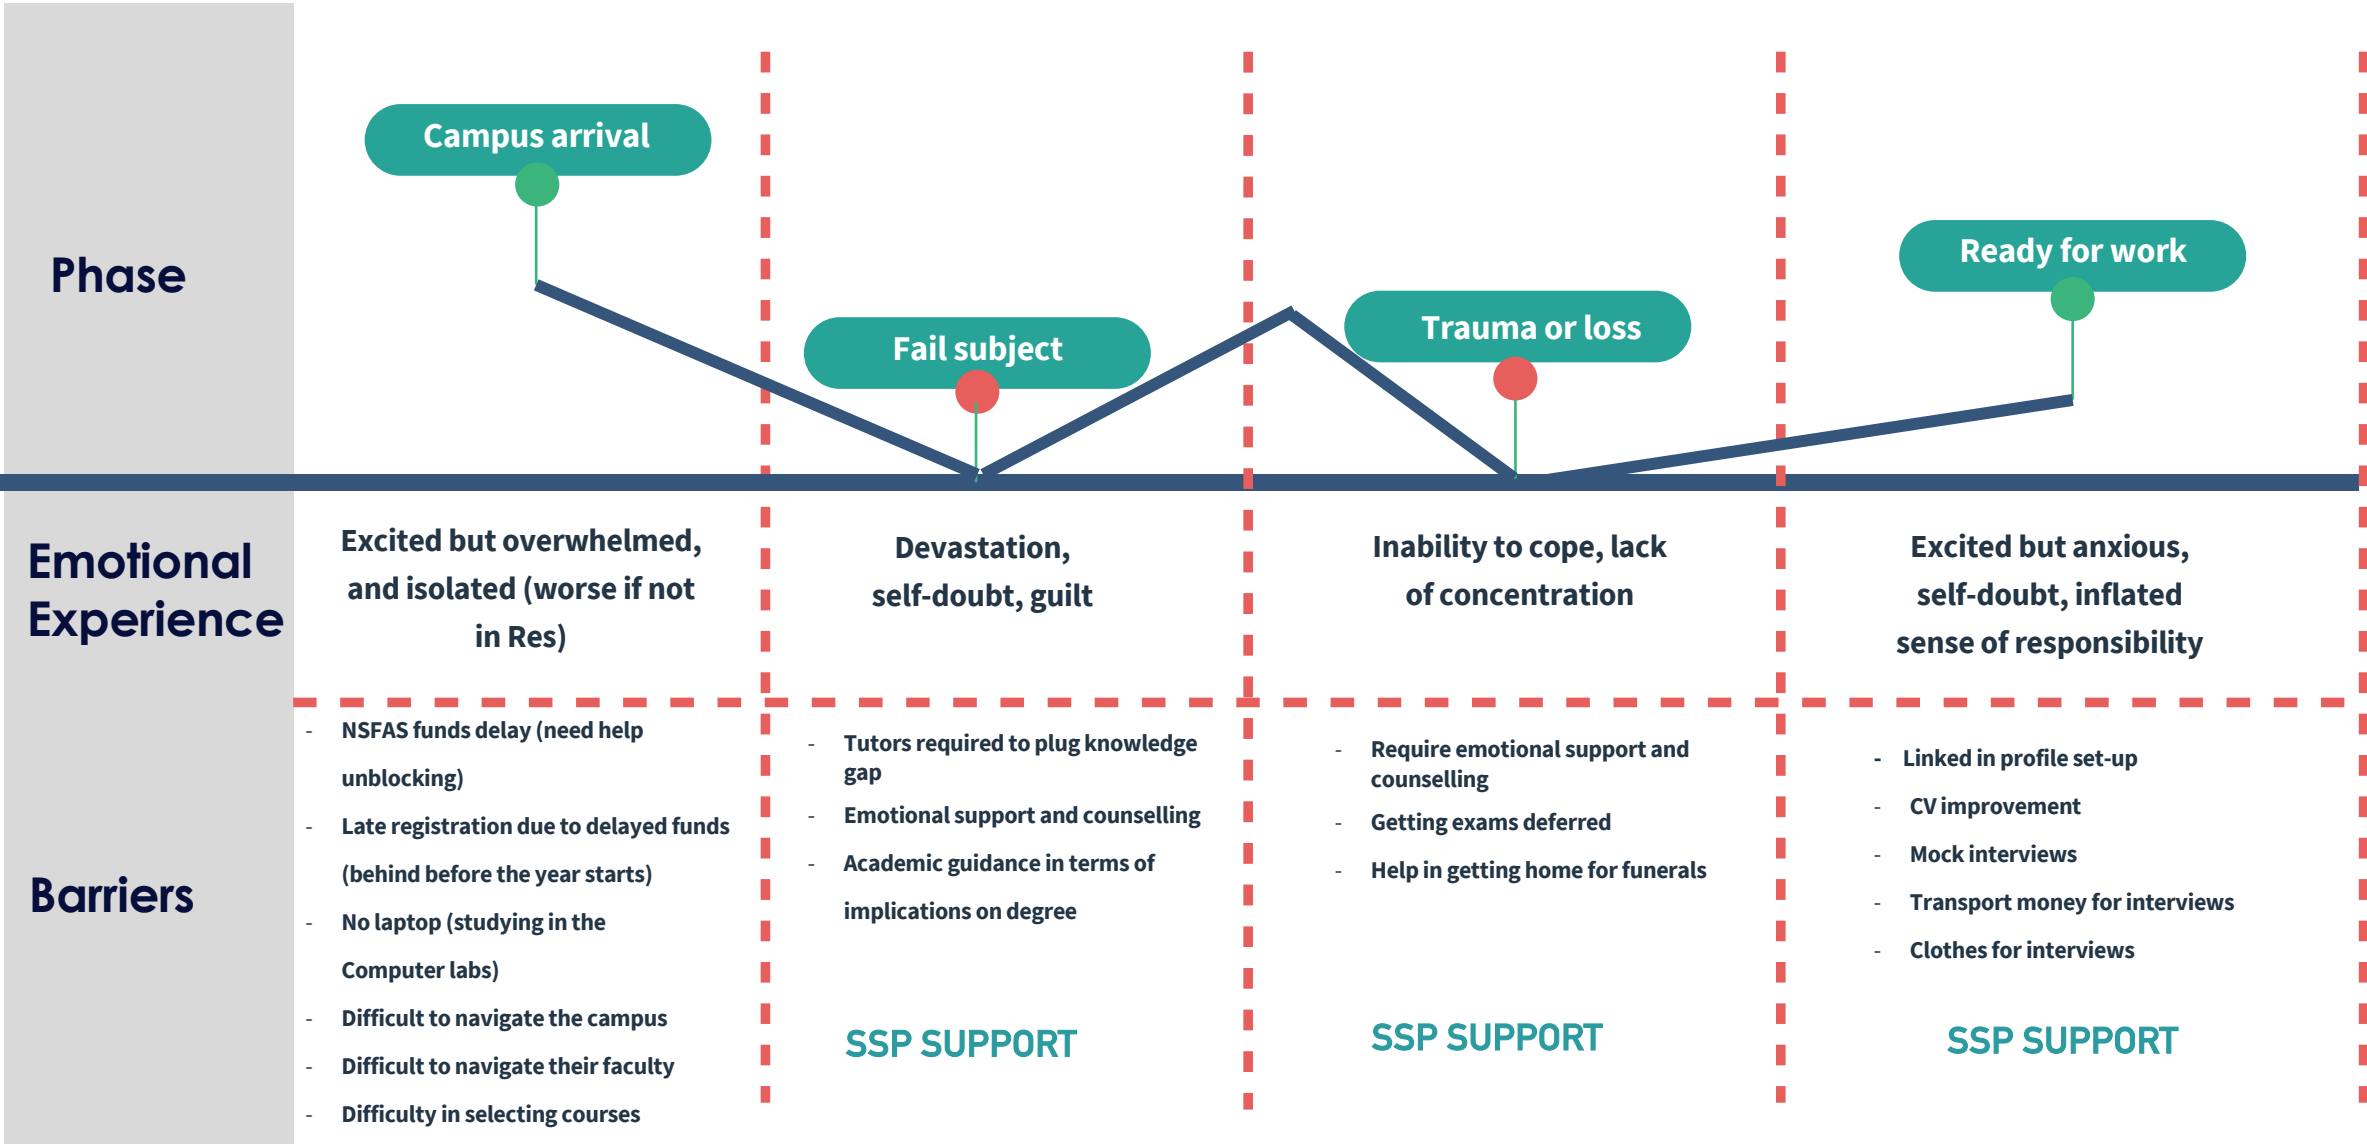 Phase
Campus arrival
Fail subject
Trauma or loss
Ready for work
Emotional
Experience
Excited but overwhelmed,
and isolated (worse if not
in Res)
Devastation,
self-doubt, guilt
Inability to cope, lack
of concentration
Excited but anxious,
self-doubt, inflated
sense of responsibility
Barriers
- NSFAS funds delay (need help
unblocking)
- Late registration due to delayed funds
(behind before the year starts)
- No laptop (studying in the
Computer labs)
- Difficult to navigate the campus
- Difficult to navigate their faculty
- Difficulty in selecting courses
- Tutors required to plug knowledge
gap
- Emotional support and counselling
- Academic guidance in terms of
implications on degree
SSP SUPPORT
- Require emotional support and
counselling
- Getting exams deferred
- Help in getting home for funerals
SSP SUPPORT
- Linked in profile set-up
- CV improvement
- Mock interviews
- Transport money for interviews
- Clothes for interviews
SSP SUPPORT